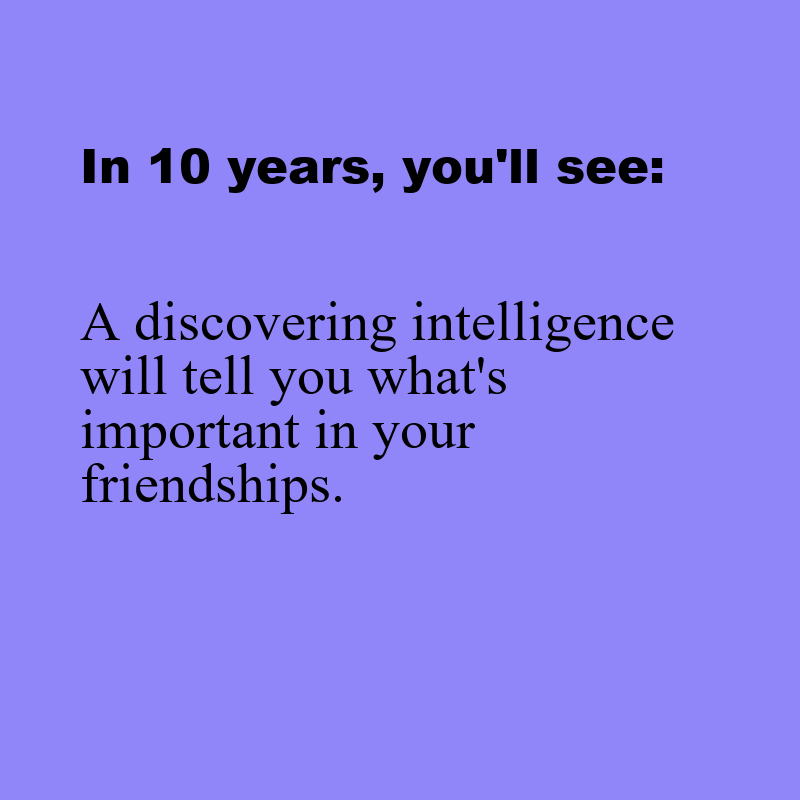 In 10 years, you'll see:
A discovering intelligence
will tell you what's
important in your
friendships.